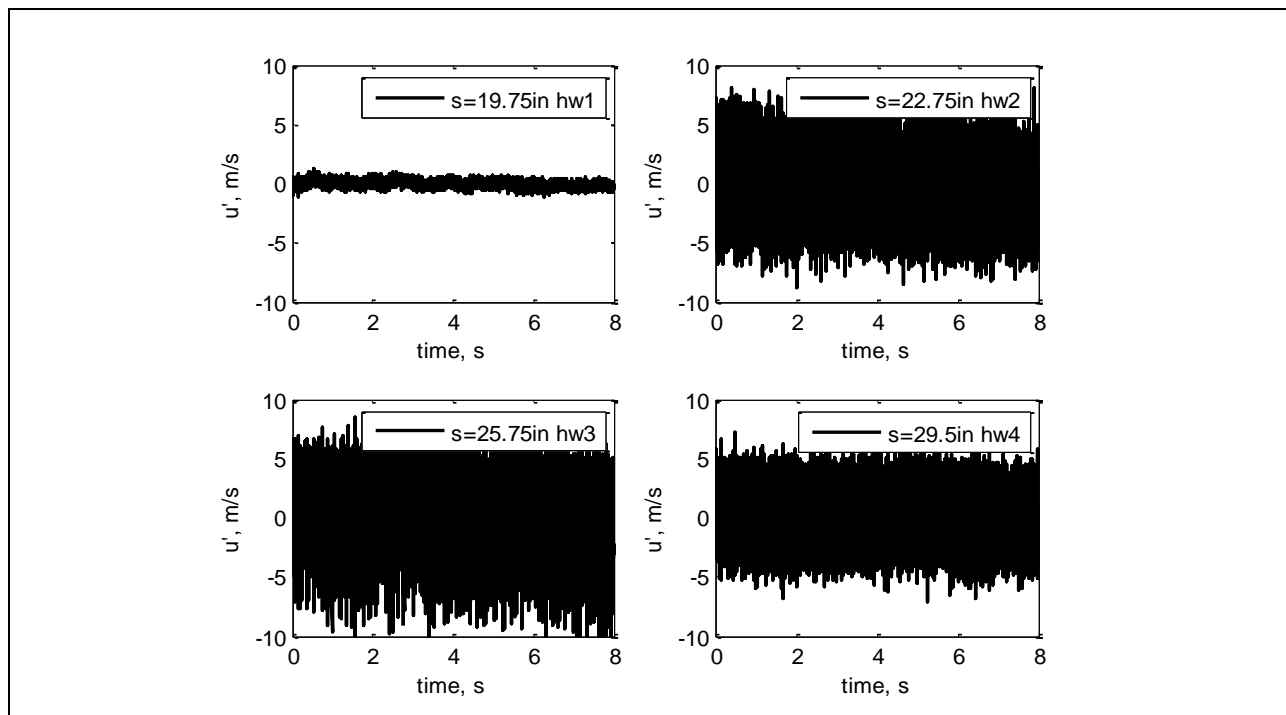 10
5
0
-5
-10
u', m/s
s=19.75in hw1
0 2 4 6 8
time, s
10
5
0
-5
-10
u', m/s
s=22.75in hw2
0 2 4 6 8
time, s
10
5
0
-5
-10
u', m/s
s=25.75in hw3
0 2 4 6 8
time, s
10
5
0
-5
-10
u', m/s
s=29.5in hw4
0 2 4 6 8
time, s